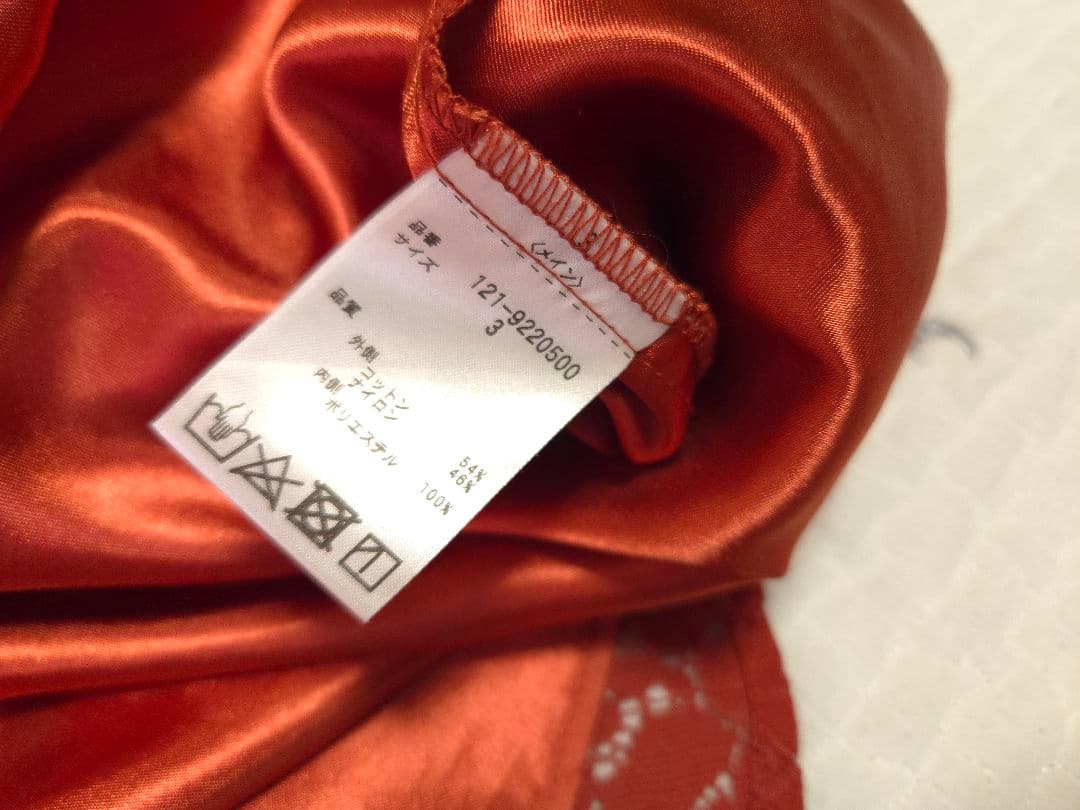 〈メイン〉
品番 121-9220500
サイズ 3
品質
外側
コットン 54%
ナイロン 46%
内側
ポリエステル 100%